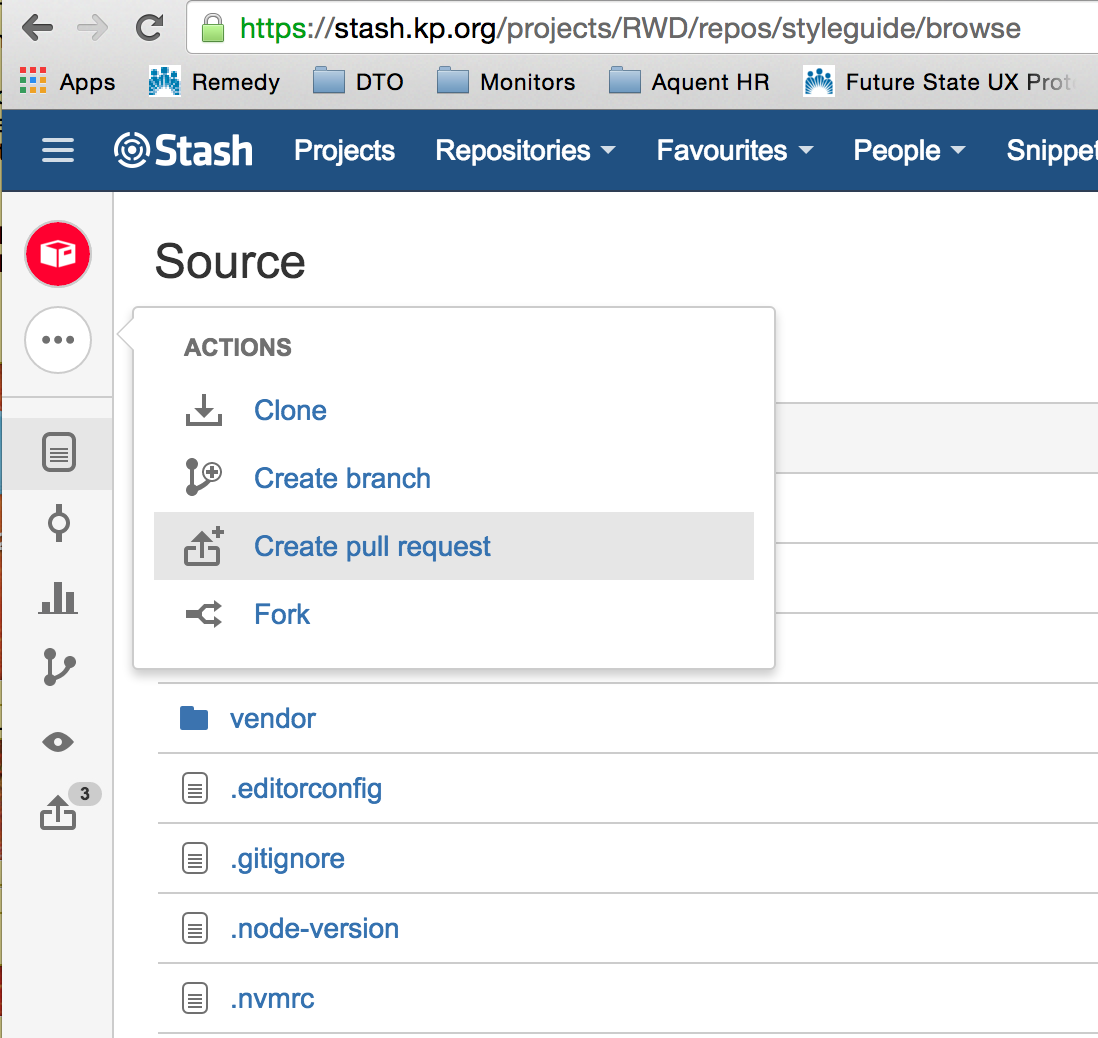 https://stash.kp.org/projects/RWD/repos/styleguide/browse
Apps Remedy DTO Monitors Aquent HR Future State UX Prot
Stash Projects Repositories Favourites People Snippet
Source
ACTIONS
Clone
Create branch
Create pull request
Fork
vendor
.editorconfig
3
.gitignore
.node-version
.nvmrc